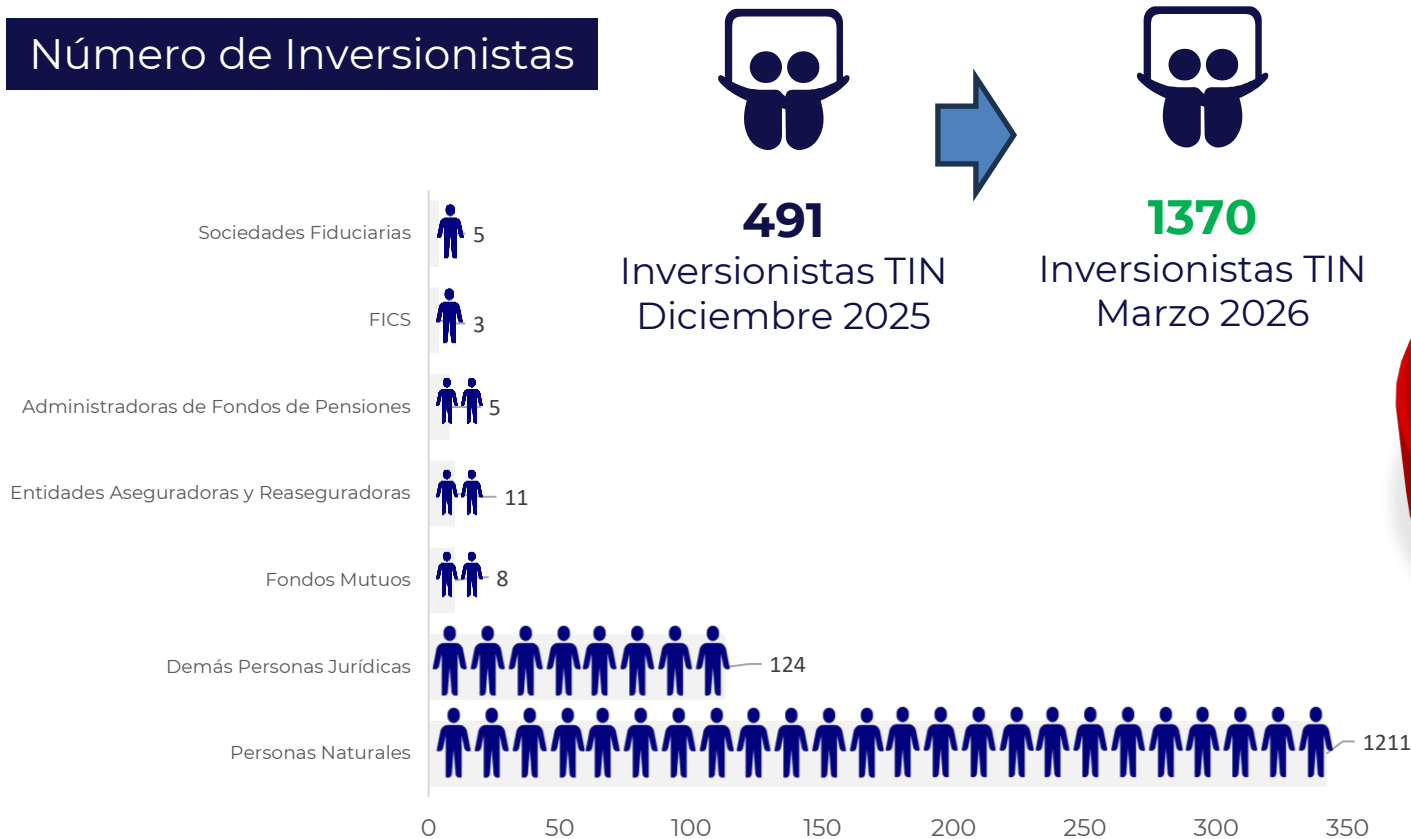 Número de Inversionistas
491
Inversionistas TIN
Diciembre 2025
1370
Inversionistas TIN
Marzo 2026
Sociedades Fiduciarias
5
FICS
3
Administradoras de Fondos de Pensiones
5
Entidades Aseguradoras y Reaseguradoras
11
Fondos Mutuos
8
Demás Personas Jurídicas
124
Personas Naturales
1211
0 50 100 150 200 250 300 350